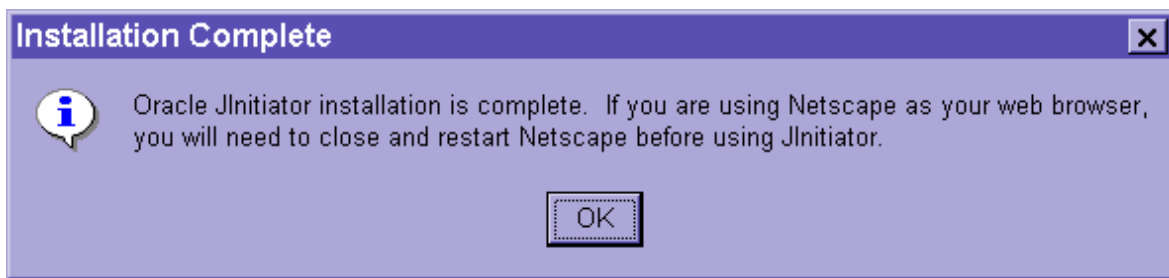 Installation Complete
Oracle JInitiator installation is complete.  If you are using Netscape as your web browser,
you will need to close and restart Netscape before using JInitiator.
OK